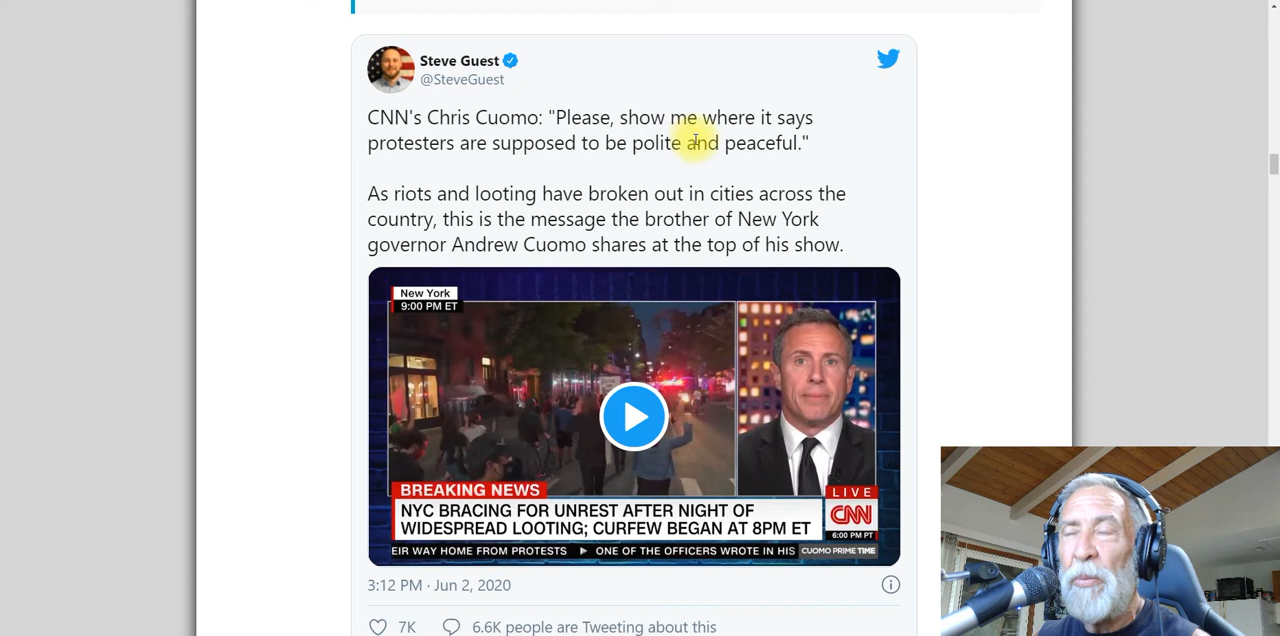 Steve Guest
@SteveGuest
CNN's Chris Cuomo: "Please, show me where it says
protesters are supposed to be polite and peaceful."
As riots and looting have broken out in cities across the
country, this is the message the brother of New York
governor Andrew Cuomo shares at the top of his show.
New York
9:00 PM ET
BREAKING NEWS
NYC BRACING FOR UNREST AFTER NIGHT OF
WIDESPREAD LOOTING; CURFEW BEGAN AT 8PM ET
LIVE
CNN
6:00 PM PT
EIR WAY HOME FROM PROTESTS ▶ ONE OF THE OFFICERS WROTE IN HIS
CUOMO PRIME TIME
3:12 PM · Jun 2, 2020
7K 6.6K people are Tweeting about this